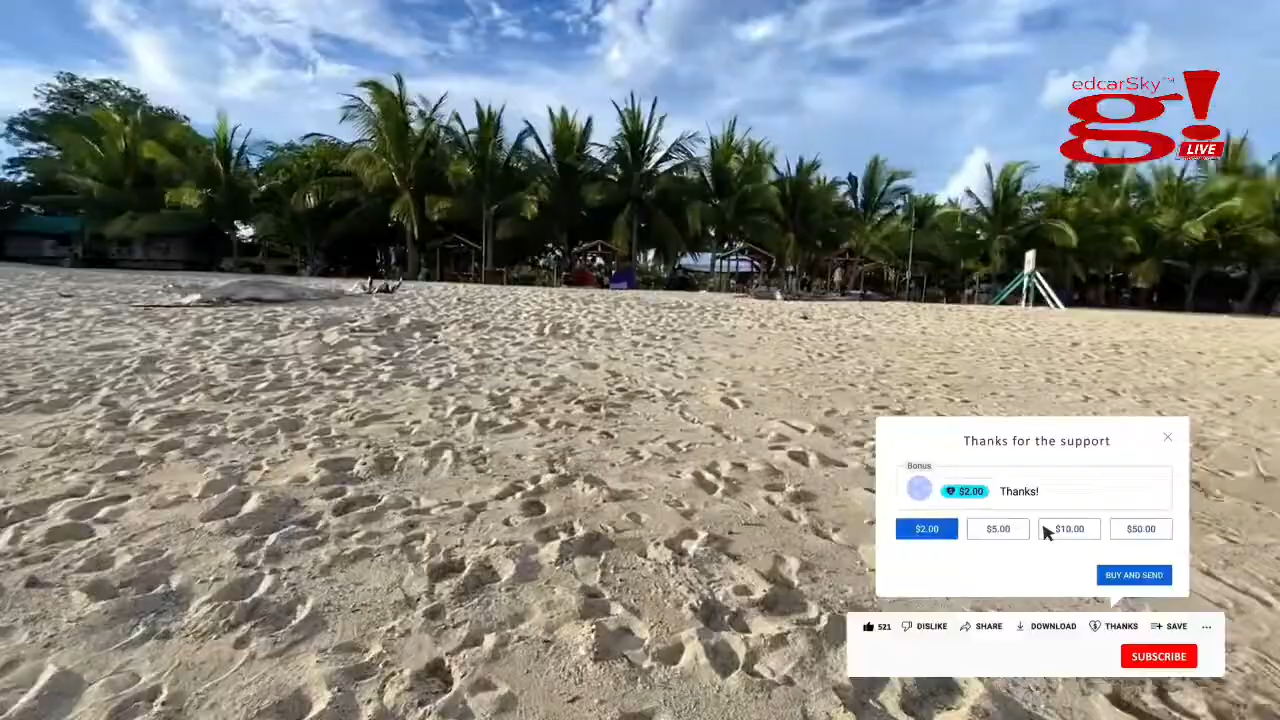 edcarSky™
g!
LIVE
Thanks for the support
Bonus
$2.00 Thanks!
$2.00 $5.00 $10.00 $50.00
BUY AND SEND
521 DISLIKE SHARE DOWNLOAD THANKS SAVE ...
SUBSCRIBE